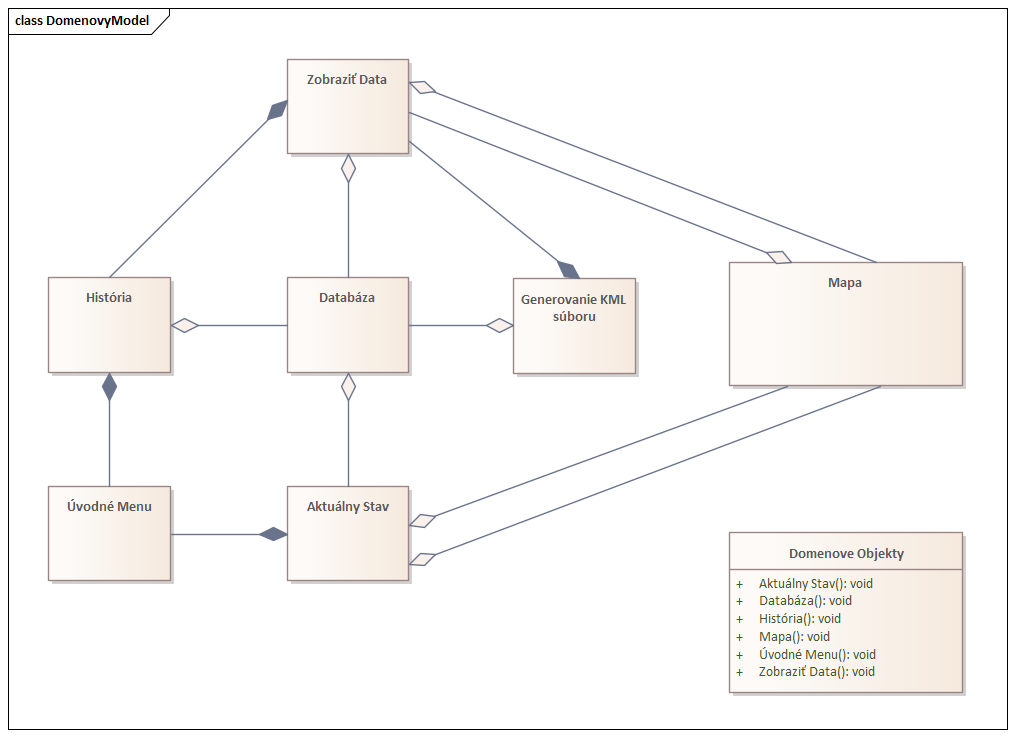 class DomenovyModel
Zobraziť Data
História
Databáza
Generovanie KML
súboru
Mapa
Úvodné Menu
Aktuálny Stav
Domenove Objekty
+ Aktuálny Stav(): void
+ Databáza(): void
+ História(): void
+ Mapa(): void
+ Úvodné Menu(): void
+ Zobraziť Data(): void